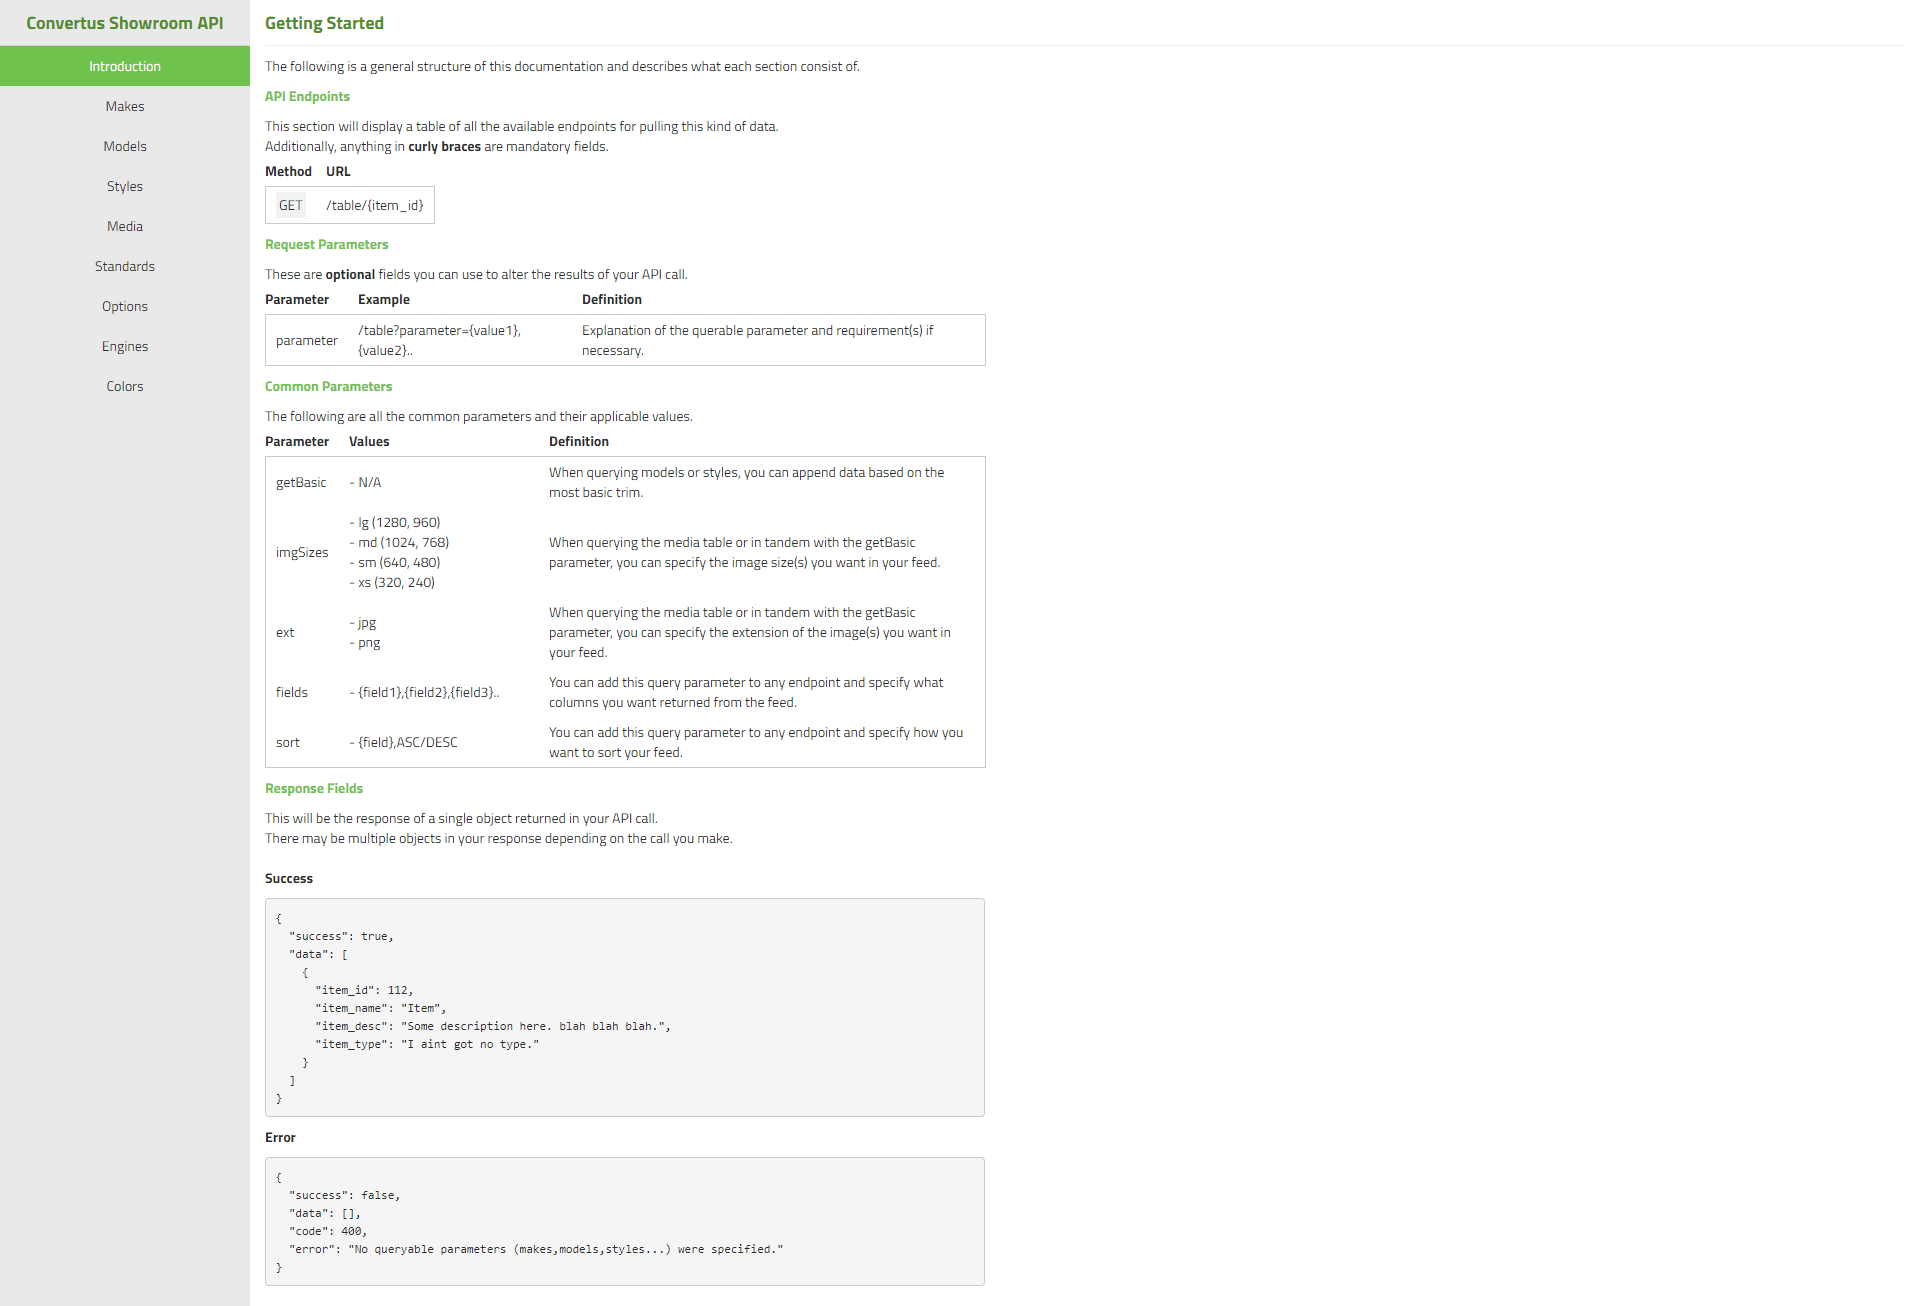 Convertus Showroom API
Introduction
Makes
Models
Styles
Media
Standards
Options
Engines
Colors
Getting Started
The following is a general structure of this documentation and describes what each section consist of.
API Endpoints
This section will display a table of all the available endpoints for pulling this kind of data.
Additionally, anything in curly braces are mandatory fields.
Method URL
GET /table/{item_id}
Request Parameters
These are optional fields you can use to alter the results of your API call.
Parameter Example Definition
parameter
/table?parameter={value1},
{value2}..
Explanation of the querable parameter and requirement(s) if
necessary.
Common Parameters
The following are all the common parameters and their applicable values.
Parameter Values Definition
getBasic
- N/A
When querying models or styles, you can append data based on the
most basic trim.
imgSizes
- lg (1280, 960)
- md (1024, 768)
- sm (640, 480)
- xs (320, 240)
When querying the media table or in tandem with the getBasic
parameter, you can specify the image size(s) you want in your feed.
ext
- jpg
- png
When querying the media table or in tandem with the getBasic
parameter, you can specify the extension of the image(s) you want in
your feed.
fields
- {field1},{field2},{field3}..
You can add this query parameter to any endpoint and specify what
columns you want returned from the feed.
sort
- {field},ASC/DESC
You can add this query parameter to any endpoint and specify how you
want to sort your feed.
Response Fields
This will be the response of a single object returned in your API call.
There may be multiple objects in your response depending on the call you make.
Success
{
"success": true,
"data": [
{
"item_id": 112,
"item_name": "Item",
"item_desc": "Some description here. blah blah blah.",
"item_type": "I aint got no type."
}
]
}
Error
{
"success": false,
"data": [],
"code": 400,
"error": "No queryable parameters (makes,models,styles...) were specified."
}